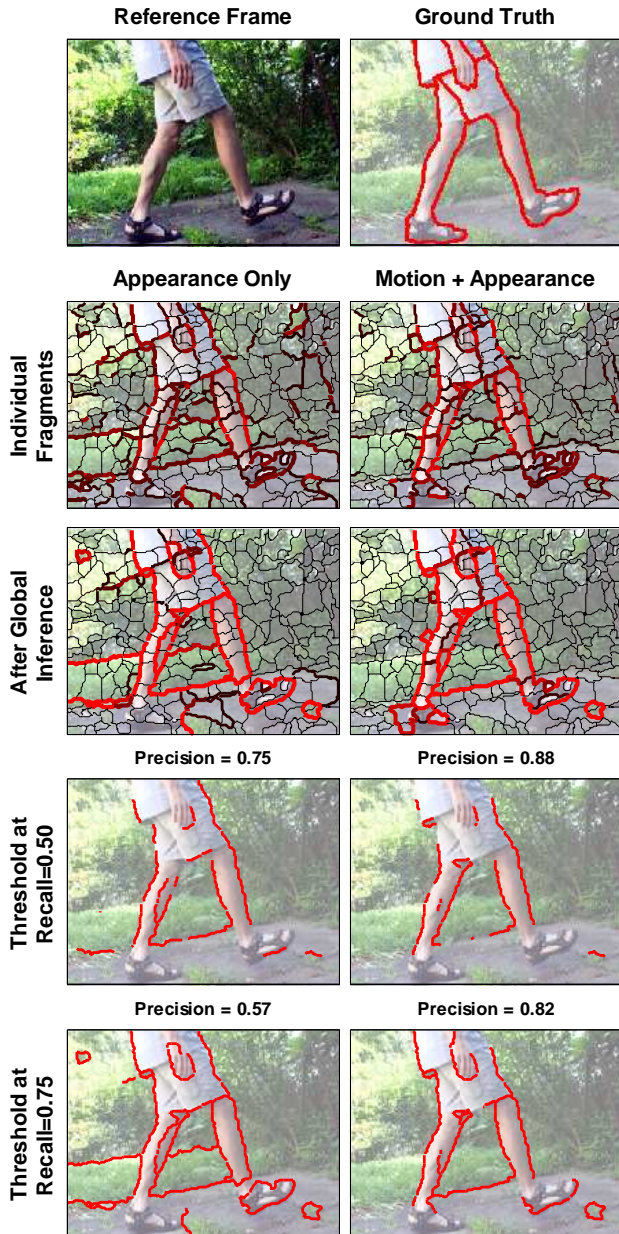 Reference Frame
Ground Truth
Appearance Only
Motion + Appearance
Individual
Fragments
After Global
Inference
Precision = 0.75
Precision = 0.88
Threshold at
Recall=0.50
Precision = 0.57
Precision = 0.82
Threshold at
Recall=0.75